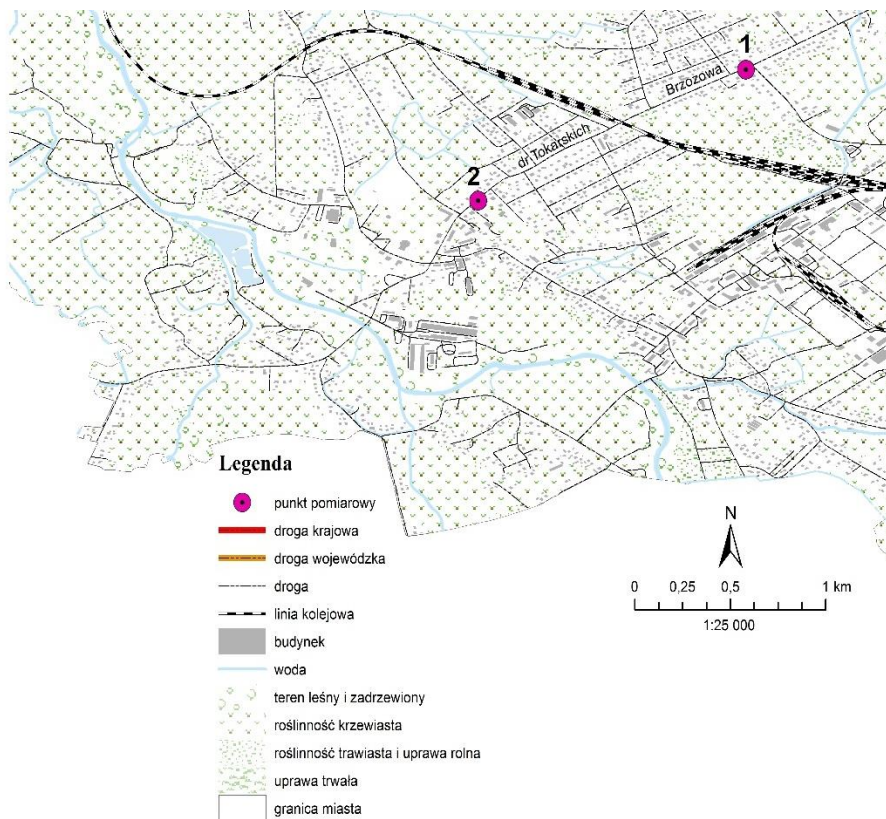 1
Brzozowa
dr Tokarskich
2
Legenda
punkt pomiarowy
droga krajowa
droga wojewódzka
droga
linia kolejowa
budynek
woda
teren leśny i zadrzewiony
roślinność krzewiasta
roślinność trawiasta i uprawa rolna
uprawa trwała
granica miasta
N
0 0,25 0,5 1 km
1:25 000